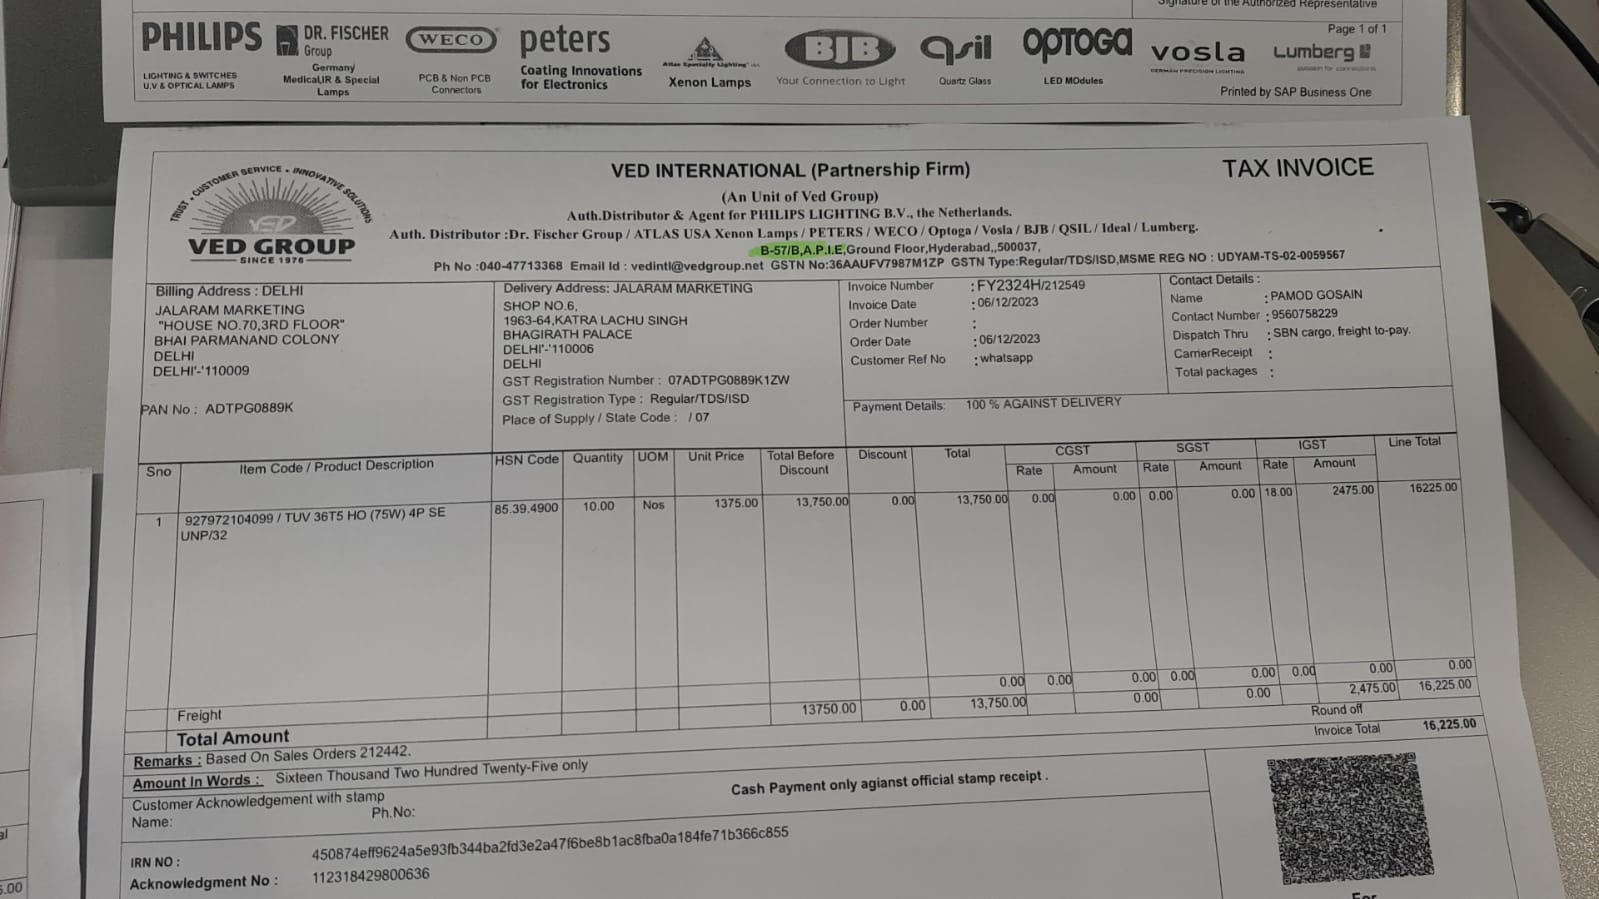 Signature of the Authorized Representative
Page 1 of 1
PHILIPS
LIGHTING & SWITCHES
U.V & OPTICAL LAMPS
DR. FISCHER
Group
Germany
Medical,IR & Special
Lamps
WECO
PCB & Non PCB
Connectors
peters
Coating Innovations
for Electronics
Atlas Specialty Lighting
Xenon Lamps
BJB
Your Connection to Light
qsil
Quartz Glass
OPTOGA
LED MOdules
vosla
GERMAN PRECISION LIGHTING
Lumberg
passion for connections
Printed by SAP Business One
TRUST - CUSTOMER SERVICE - INNOVATIVE SOLUTIONS
VED
VED GROUP
SINCE 1976
VED INTERNATIONAL (Partnership Firm)
TAX INVOICE
(An Unit of Ved Group)
Auth.Distributor & Agent for PHILIPS LIGHTING B.V., the Netherlands.
Auth. Distributor :Dr. Fischer Group / ATLAS USA Xenon Lamps / PETERS / WECO / Optoga / Vosla / BJB / QSIL / Ideal / Lumberg.
B-57/B,A.P.I.E,Ground Floor,Hyderabad,,500037,
Ph No :040-47713368 Email Id : vedintl@vedgroup.net GSTN No:36AAUFV7987M1ZP GSTN Type:Regular/TDS/ISD,MSME REG NO : UDYAM-TS-02-0059567
Billing Address : DELHI
JALARAM MARKETING
"HOUSE NO.70,3RD FLOOR"
BHAI PARMANAND COLONY
DELHI
DELHI'-'110009
PAN No : ADTPG0889K
Delivery Address: JALARAM MARKETING
SHOP NO.6,
1963-64,KATRA LACHU SINGH
BHAGIRATH PALACE
DELHI'-'110006
DELHI
GST Registration Number : 07ADTPG0889K1ZW
GST Registration Type : Regular/TDS/ISD
Place of Supply / State Code : / 07
Invoice Number : FY2324H/212549
Invoice Date : 06/12/2023
Order Number :
Order Date : 06/12/2023
Customer Ref No : whatsapp
Contact Details :
Name : PAMOD GOSAIN
Contact Number : 9560758229
Dispatch Thru : SBN cargo, freight to-pay.
CarrierReceipt :
Total packages :
Payment Details: 100 % AGAINST DELIVERY
Sno Item Code / Product Description HSN Code Quantity UOM Unit Price Total Before Discount Discount Total CGST Rate Amount SGST Rate Amount IGST Rate Amount Line Total
1 927972104099 / TUV 36T5 HO (75W) 4P SE 85.39.4900 10.00 Nos 1375.00 13,750.00 0.00 13,750.00 0.00 0.00 0.00 0.00 18.00 2475.00 16225.00
UNP/32
Freight 0.00 0.00 0.00 0.00 0.00 0.00 0.00 0.00
Total Amount 13750.00 0.00 13,750.00 0.00 0.00 2,475.00 16,225.00
Round off
Invoice Total 16,225.00
Remarks : Based On Sales Orders 212442.
Amount In Words : Sixteen Thousand Two Hundred Twenty-Five only
Customer Acknowledgement with stamp
Name: Ph.No:
Cash Payment only agianst official stamp receipt .
IRN NO : 450874eff9624a5e93fb344ba2fd3e2a47f6be8b1ac8fba0a184fe71b366c855
Acknowledgment No : 112318429800636
For